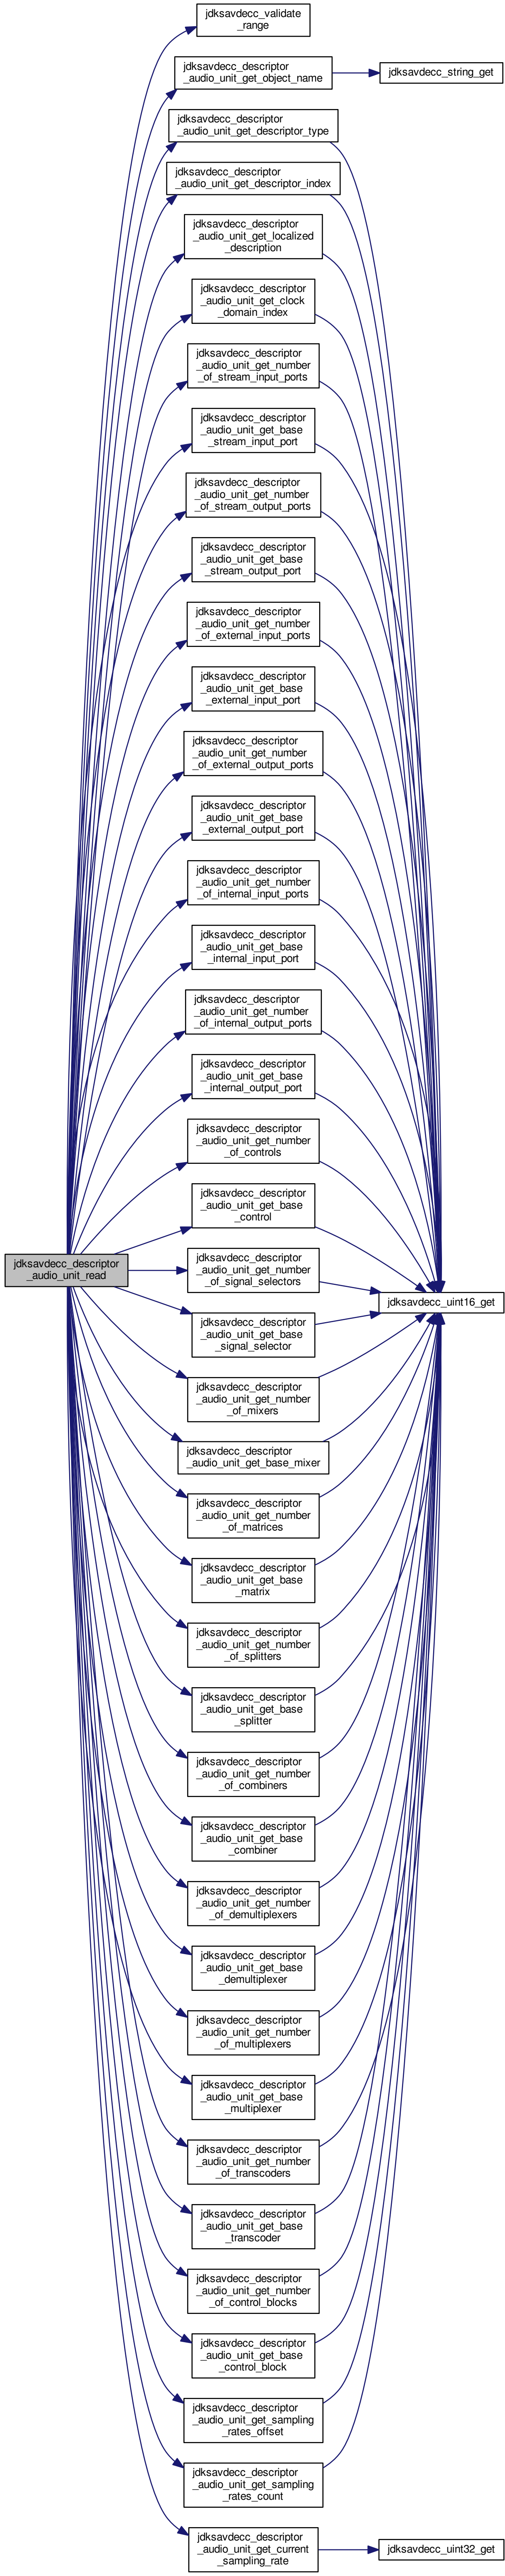 jdksavdecc_validate
_range
jdksavdecc_descriptor
_audio_unit_get_object_name
jdksavdecc_string_get
jdksavdecc_descriptor
_audio_unit_get_descriptor_type
jdksavdecc_descriptor
_audio_unit_get_descriptor_index
jdksavdecc_descriptor
_audio_unit_get_localized
_description
jdksavdecc_descriptor
_audio_unit_get_clock
_domain_index
jdksavdecc_descriptor
_audio_unit_get_number
_of_stream_input_ports
jdksavdecc_descriptor
_audio_unit_get_base
_stream_input_port
jdksavdecc_descriptor
_audio_unit_get_number
_of_stream_output_ports
jdksavdecc_descriptor
_audio_unit_get_base
_stream_output_port
jdksavdecc_descriptor
_audio_unit_get_number
_of_external_input_ports
jdksavdecc_descriptor
_audio_unit_get_base
_external_input_port
jdksavdecc_descriptor
_audio_unit_get_number
_of_external_output_ports
jdksavdecc_descriptor
_audio_unit_get_base
_external_output_port
jdksavdecc_descriptor
_audio_unit_get_number
_of_internal_input_ports
jdksavdecc_descriptor
_audio_unit_get_base
_internal_input_port
jdksavdecc_descriptor
_audio_unit_get_number
_of_internal_output_ports
jdksavdecc_descriptor
_audio_unit_get_base
_internal_output_port
jdksavdecc_descriptor
_audio_unit_get_number
_of_controls
jdksavdecc_descriptor
_audio_unit_get_base
_control
jdksavdecc_descriptor
_audio_unit_read
jdksavdecc_descriptor
_audio_unit_get_number
_of_signal_selectors
jdksavdecc_uint16_get
jdksavdecc_descriptor
_audio_unit_get_base
_signal_selector
jdksavdecc_descriptor
_audio_unit_get_number
_of_mixers
jdksavdecc_descriptor
_audio_unit_get_base_mixer
jdksavdecc_descriptor
_audio_unit_get_number
_of_matrices
jdksavdecc_descriptor
_audio_unit_get_base
_matrix
jdksavdecc_descriptor
_audio_unit_get_number
_of_splitters
jdksavdecc_descriptor
_audio_unit_get_base
_splitter
jdksavdecc_descriptor
_audio_unit_get_number
_of_combiners
jdksavdecc_descriptor
_audio_unit_get_base
_combiner
jdksavdecc_descriptor
_audio_unit_get_number
_of_demultiplexers
jdksavdecc_descriptor
_audio_unit_get_base
_demultiplexer
jdksavdecc_descriptor
_audio_unit_get_number
_of_multiplexers
jdksavdecc_descriptor
_audio_unit_get_base
_multiplexer
jdksavdecc_descriptor
_audio_unit_get_number
_of_transcoders
jdksavdecc_descriptor
_audio_unit_get_base
_transcoder
jdksavdecc_descriptor
_audio_unit_get_number
_of_control_blocks
jdksavdecc_descriptor
_audio_unit_get_base
_control_block
jdksavdecc_descriptor
_audio_unit_get_sampling
_rates_offset
jdksavdecc_descriptor
_audio_unit_get_sampling
_rates_count
jdksavdecc_descriptor
_audio_unit_get_current
_sampling_rate
jdksavdecc_uint32_get